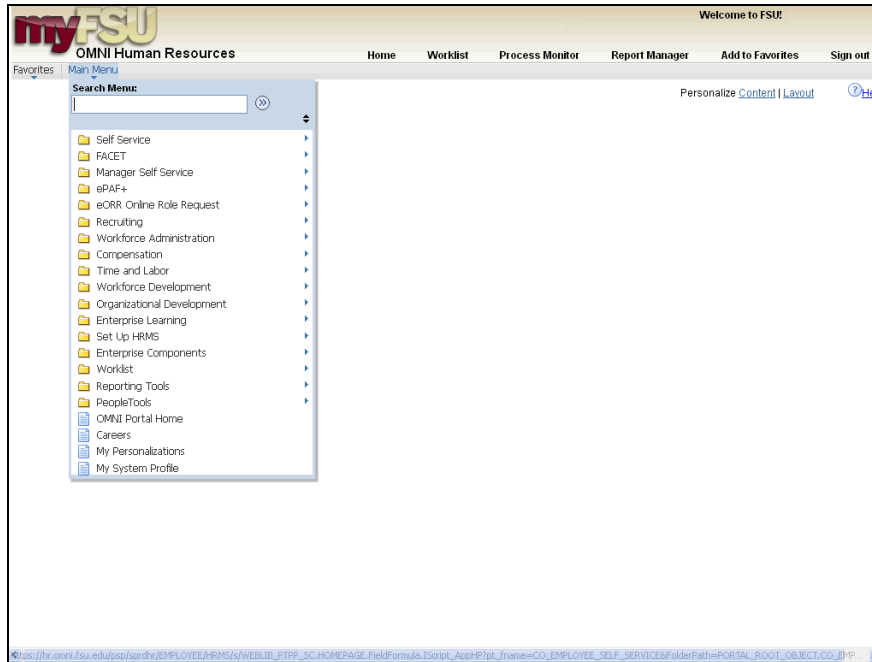 myFSU
Welcome to FSU!
OMNI Human Resources
Home Worklist Process Monitor Report Manager Add to Favorites Sign out
Favorites Main Menu
Search Menu:
Personalize Content | Layout
He
Self Service
FACET
Manager Self Service
ePAF+
eORR Online Role Request
Recruiting
Workforce Administration
Compensation
Time and Labor
Workforce Development
Organizational Development
Enterprise Learning
Set Up HRMS
Enterprise Components
Worklist
Reporting Tools
PeopleTools
OMNI Portal Home
Careers
My Personalizations
My System Profile
tps://hr.omni.fsu.edu/psp/sprdhr/EMPLOYEE/HRMS/s/WEBLIB_PTPP_SC.HOMEPAGE.FieldFormula.IScript_AppHP?pt_fname=CO_EMPLOYEE_SELF_SERVICE&FolderPath=PORTAL_ROOT_OBJECT.CO_EMP...